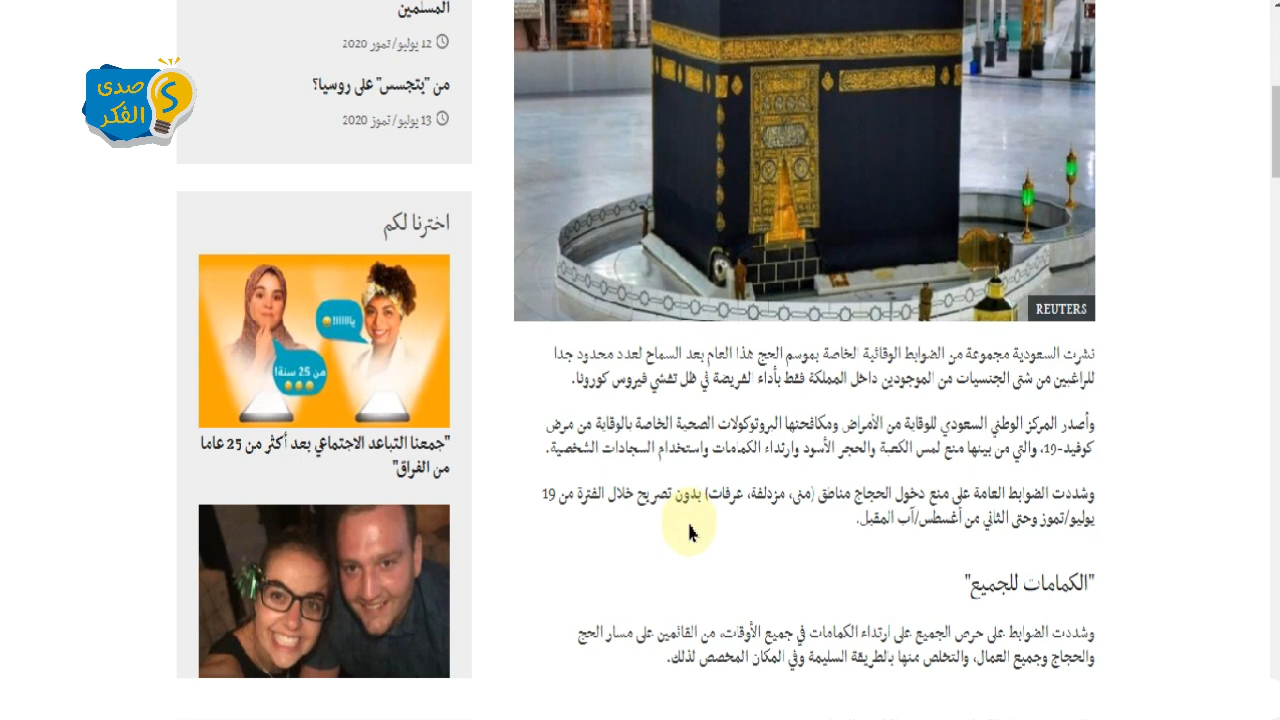 المسلمين
12 يوليو/ تموز 2020
من "يتجسس" على روسيا؟
13 يوليو/ تموز 2020
صدى
الفكر
اخترنا لكم
يااااااا!
من 25 سنة!
"جمعنا التباعد الاجتماعي بعد أكثر من 25 عاما
من الفراق"
REUTERS
نشرت السعودية مجموعة من الضوابط الوقائية الخاصة بموسم الحج هذا العام بعد السماح لعدد محدود جدا
للراغبين من شتى الجنسيات من الموجودين داخل المملكة فقط بأداء الفريضة في ظل تفشي فيروس كورونا.
وأصدر المركز الوطني السعودي للوقاية من الأمراض ومكافحتها البروتوكولات الصحية الخاصة بالوقاية من مرض
كوفيد-19، والتي من بينها منع لمس الكعبة والحجر الأسود وارتداء الكمامات واستخدام السجادات الشخصية.
وشددت الضوابط العامة على منع دخول الحجاج مناطق (منى، مزدلفة، عرفات) بدون تصريح خلال الفترة من 19
يوليو/تموز وحتى الثاني من أغسطس/آب المقبل.
"الكمامات للجميع"
وشددت الضوابط على حرص الجميع على ارتداء الكمامات في جميع الأوقات، من القائمين على مسار الحج
والحجاج وجميع العمال، والتخلص منها بالطريقة السليمة وفي المكان المخصص لذلك.